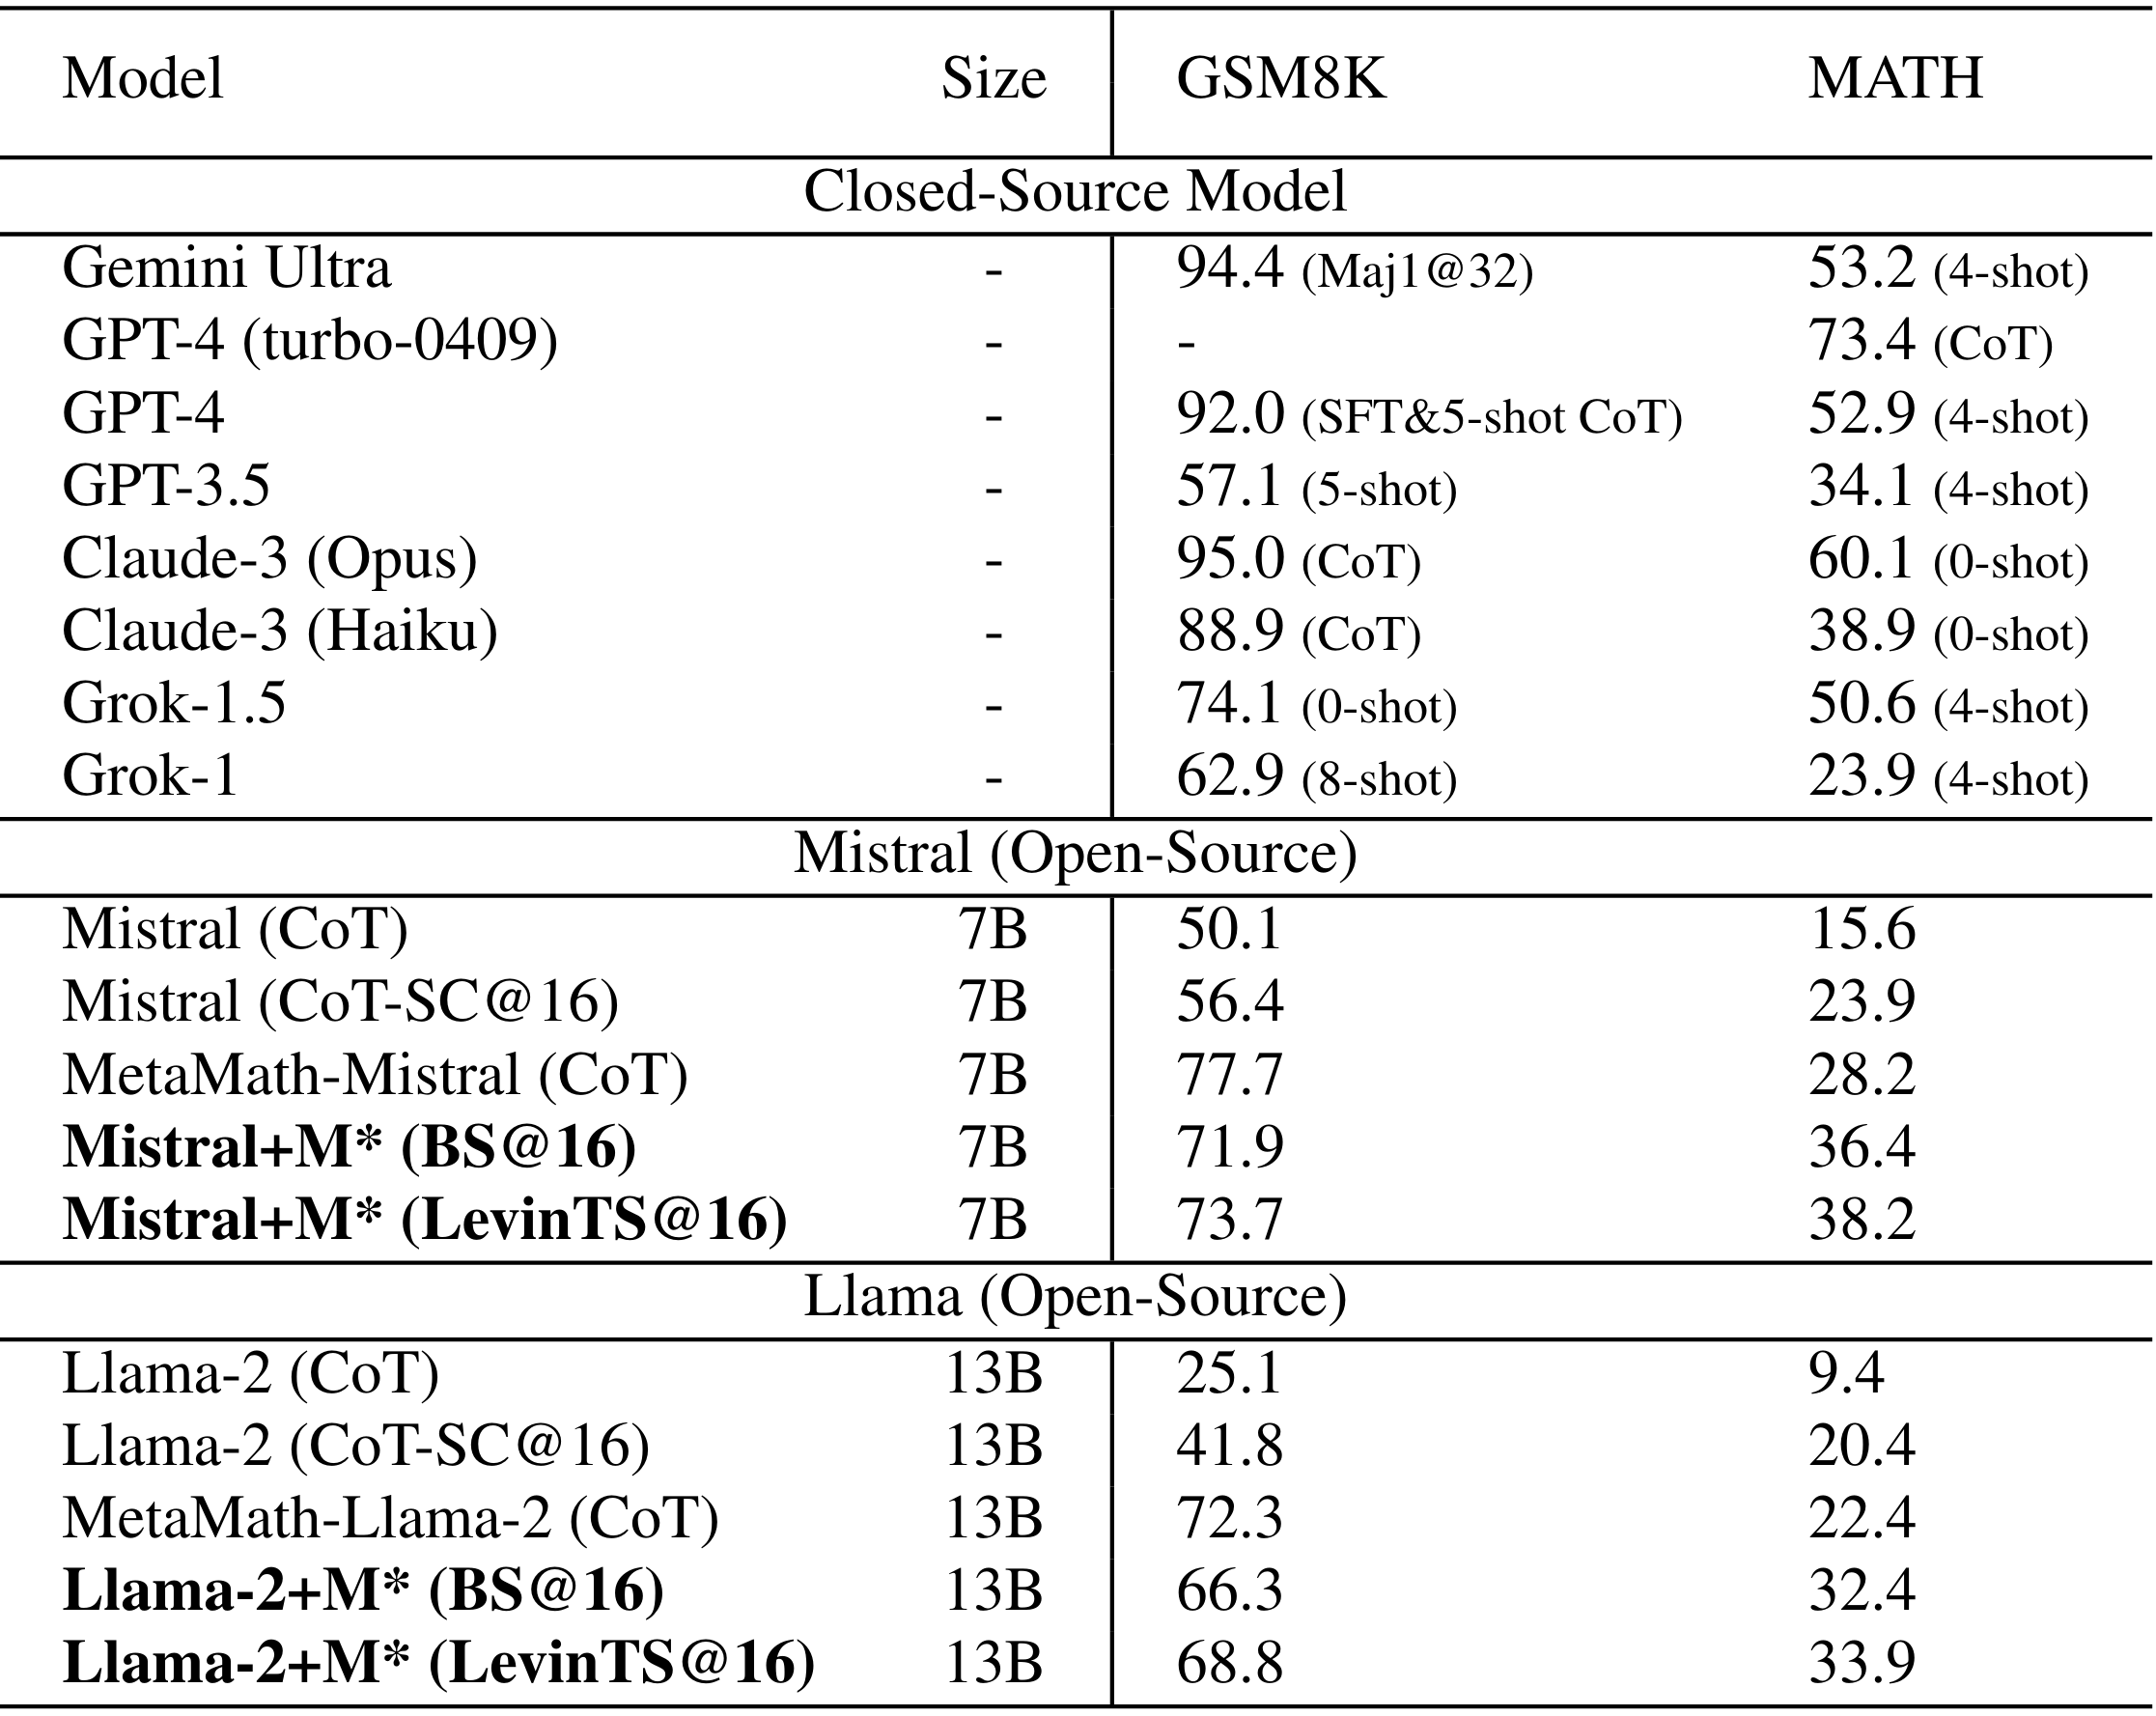 Model Size GSM8K MATH
Closed-Source Model
Gemini Ultra - 94.4 (Maj1@32) 53.2 (4-shot)
GPT-4 (turbo-0409) - - 73.4 (CoT)
GPT-4 - 92.0 (SFT&5-shot CoT) 52.9 (4-shot)
GPT-3.5 - 57.1 (5-shot) 34.1 (4-shot)
Claude-3 (Opus) - 95.0 (CoT) 60.1 (0-shot)
Claude-3 (Haiku) - 88.9 (CoT) 38.9 (0-shot)
Grok-1.5 - 74.1 (0-shot) 50.6 (4-shot)
Grok-1 - 62.9 (8-shot) 23.9 (4-shot)
Mistral (Open-Source)
Mistral (CoT) 7B 50.1 15.6
Mistral (CoT-SC@16) 7B 56.4 23.9
MetaMath-Mistral (CoT) 7B 77.7 28.2
Mistral+M* (BS@16) 7B 71.9 36.4
Mistral+M* (LevinTS@16) 7B 73.7 38.2
Llama (Open-Source)
Llama-2 (CoT) 13B 25.1 9.4
Llama-2 (CoT-SC@16) 13B 41.8 20.4
MetaMath-Llama-2 (CoT) 13B 72.3 22.4
Llama-2+M* (BS@16) 13B 66.3 32.4
Llama-2+M* (LevinTS@16) 13B 68.8 33.9